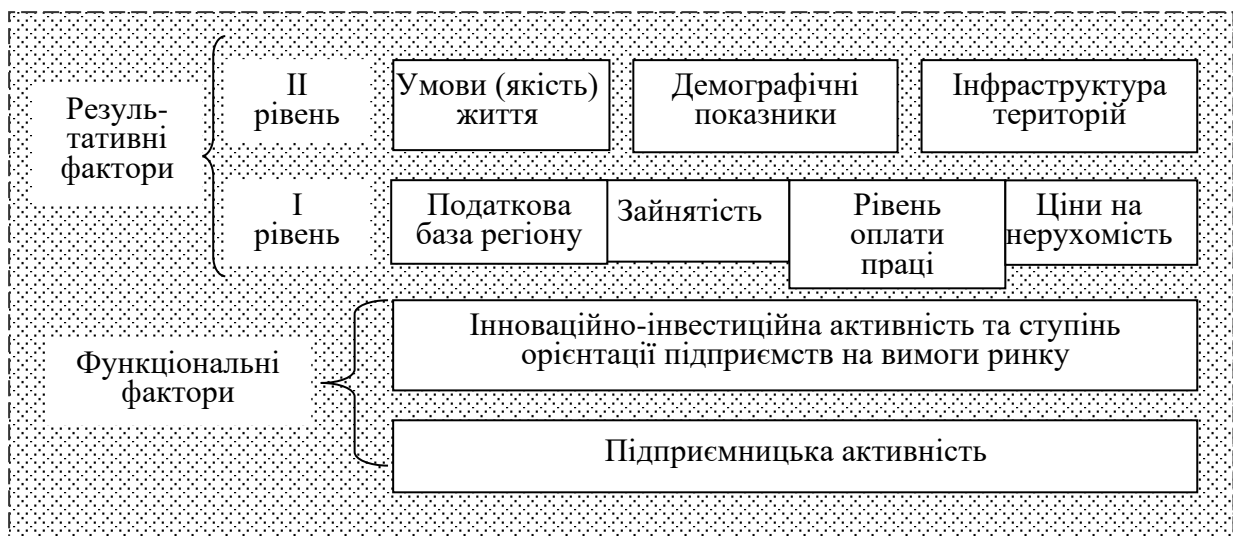 Резуль-
тативні
фактори
II
рівень
Умови (якість)
життя
Демографічні
показники
Інфраструктура
територій
I
рівень
Податкова
база регіону
Зайнятість
Рівень
оплати
праці
Ціни на
нерухомість
Функціональні
фактори
Інноваційно-інвестиційна активність та ступінь
орієнтації підприємств на вимоги ринку
Підприємницька активність